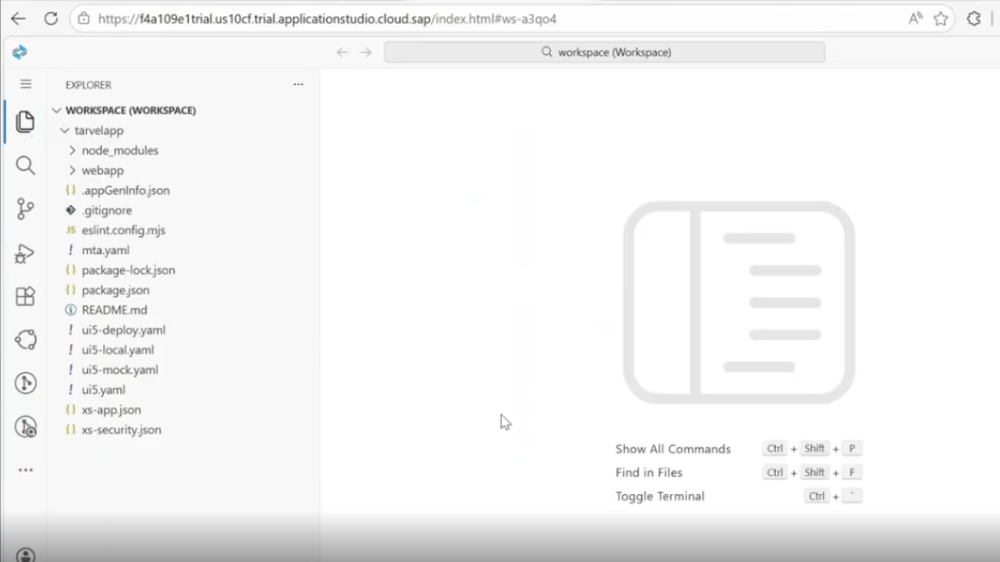 https://f4a109e1trial.us10cf.trial.applicationstudio.cloud.sap/index.html#ws-a3qo4
workspace (Workspace)
EXPLORER
WORKSPACE (WORKSPACE)
tarvelapp
node_modules
webapp
{} .appGenInfo.json
.gitignore
JS eslint.config.mjs
! mta.yaml
{} package-lock.json
{} package.json
README.md
! ui5-deploy.yaml
! ui5-local.yaml
! ui5-mock.yaml
! ui5.yaml
{} xs-app.json
{} xs-security.json
Show All Commands Ctrl + Shift + P
Find in Files Ctrl + Shift + F
Toggle Terminal Ctrl + `